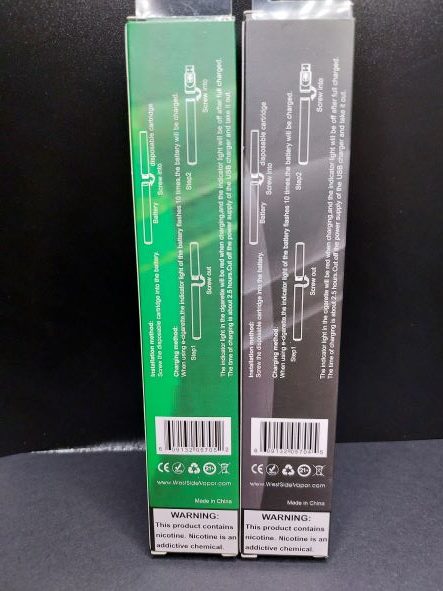 Installation method:
Screw the disposable cartridge into the battery.
Battery
disposable cartridge
Screw into
Charging method:
When using e-cigarette,the indicator light of the battery flashes 10 times,the battery will be charged.
Step1
Screw out
Step2
Screw into
The indicator light in the cigarette will be red when charging,and the indicator light will be off after full charged.
The time of charging is about 2.5 hours.Cut off the power supply of the USB charger and take it out.
CE
21+
www.WestSideVapor.com
Made in China
WARNING:
This product contains
nicotine. Nicotine is an
addictive chemical.
Installation method:
Screw the disposable cartridge into the battery.
Battery
disposable cartridge
Screw into
Charging method:
When using e-cigarette,the indicator light of the battery flashes 10 times,the battery will be charged.
Step1
Screw out
Step2
Screw into
The indicator light in the cigarette will be red when charging,and the indicator light will be off after full charged.
The time of charging is about 2.5 hours.Cut off the power supply of the USB charger and take it out.
CE
21+
www.WestSideVapor.com
Made in China
WARNING:
This product contains
nicotine. Nicotine is an
addictive chemical.